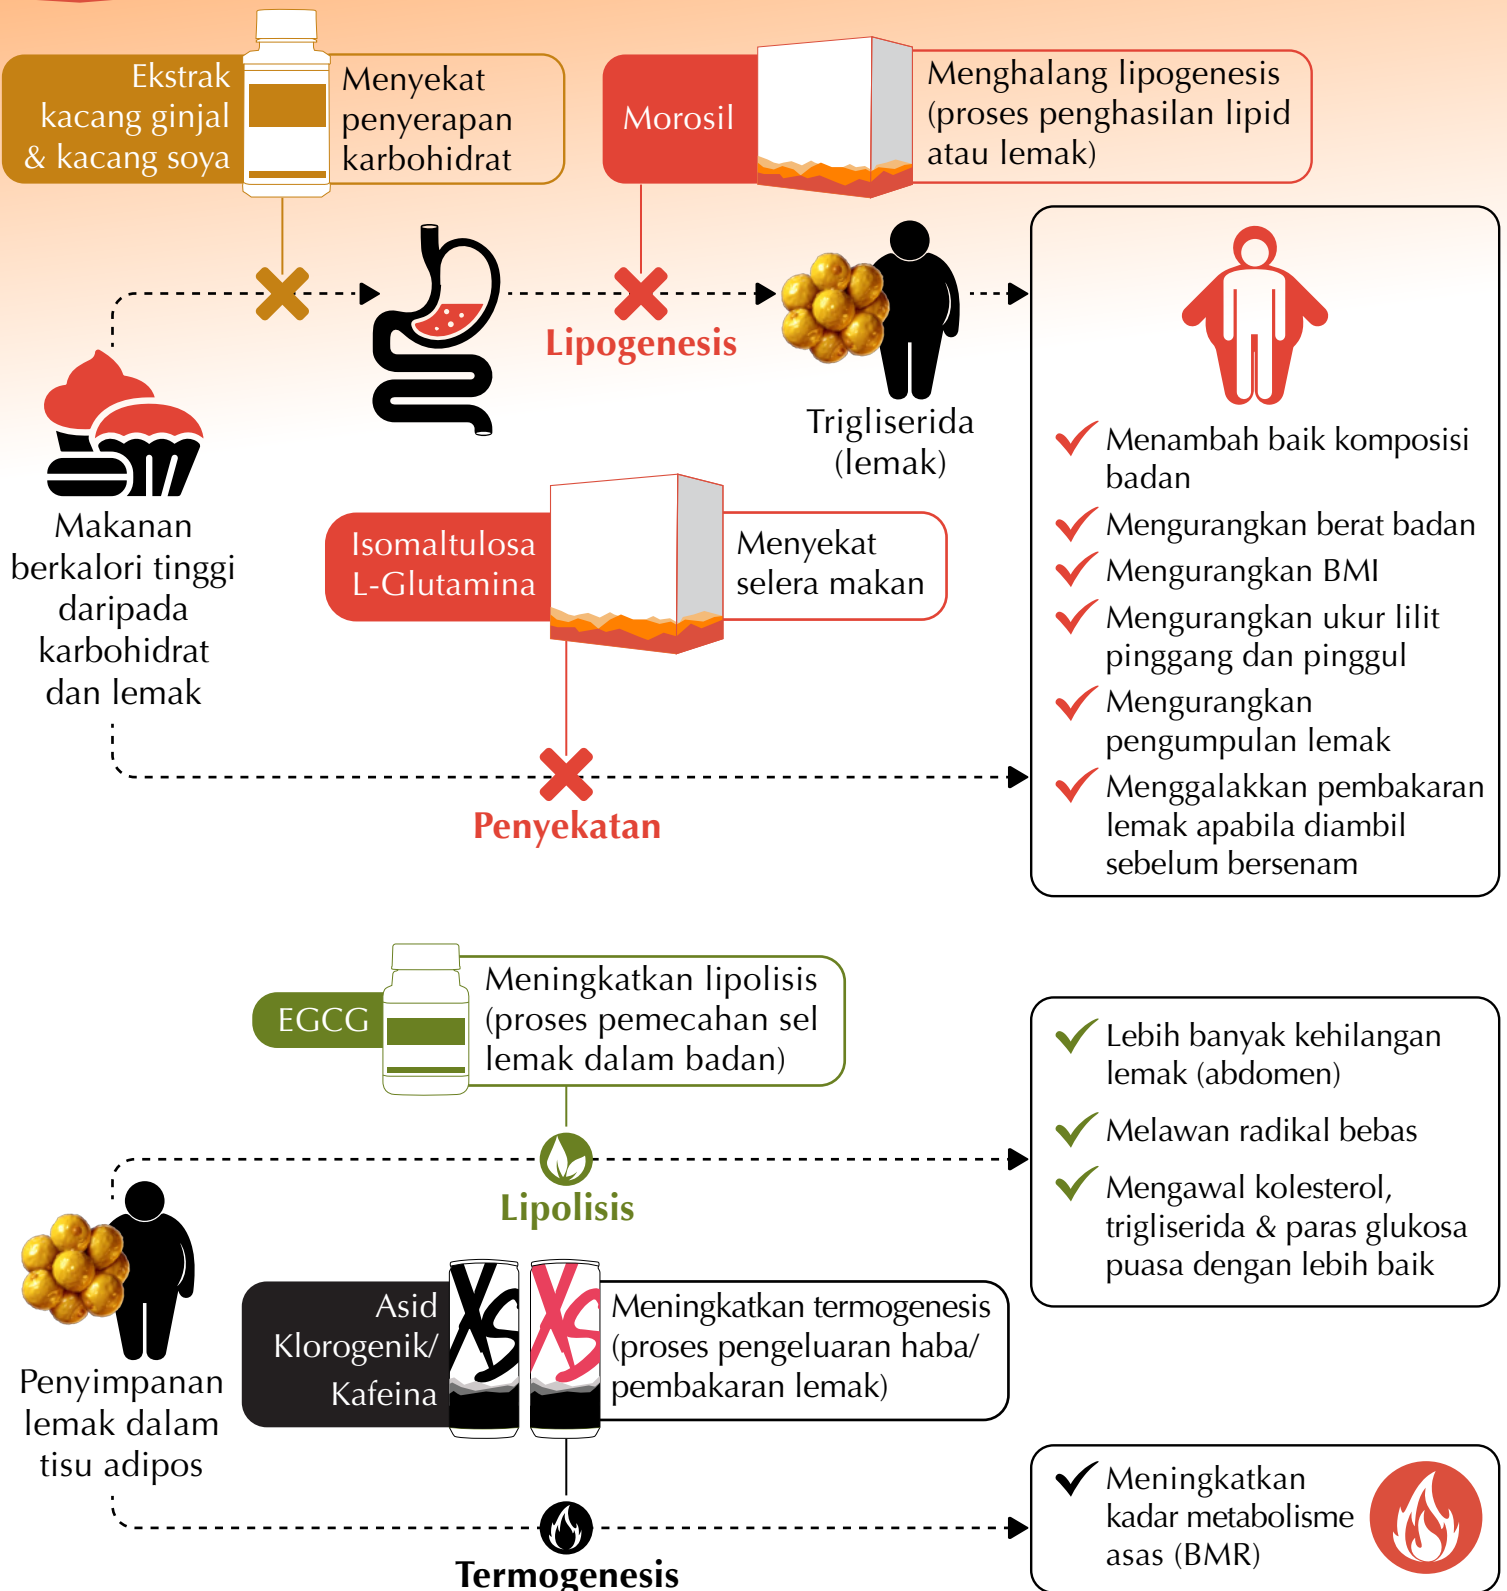 Ekstrak
kacang ginjal
& kacang soya
Menyekat
penyerapan
karbohidrat
Morosil
Menghalang lipogenesis
(proses penghasilan lipid
atau lemak)
Lipogenesis
Trigliserida
(lemak)
Makanan
berkalori tinggi
daripada
karbohidrat
dan lemak
Isomaltulosa
L-Glutamina
Menyekat
selera makan
Penyekatan
Menambah baik komposisi
badan
Mengurangkan berat badan
Mengurangkan BMI
Mengurangkan ukur lilit
pinggang dan pinggul
Mengurangkan
pengumpulan lemak
Menggalakkan pembakaran
lemak apabila diambil
sebelum bersenam
EGCG
Meningkatkan lipolisis
(proses pemecahan sel
lemak dalam badan)
Lipolisis
Lebih banyak kehilangan
lemak (abdomen)
Melawan radikal bebas
Mengawal kolesterol,
trigliserida & paras glukosa
puasa dengan lebih baik
Penyimpanan
lemak dalam
tisu adipos
Asid
Klorogenik/
Kafeina
XS
XS
Meningkatkan termogenesis
(proses pengeluaran haba/
pembakaran lemak)
Termogenesis
Meningkatkan
kadar metabolisme
asas (BMR)